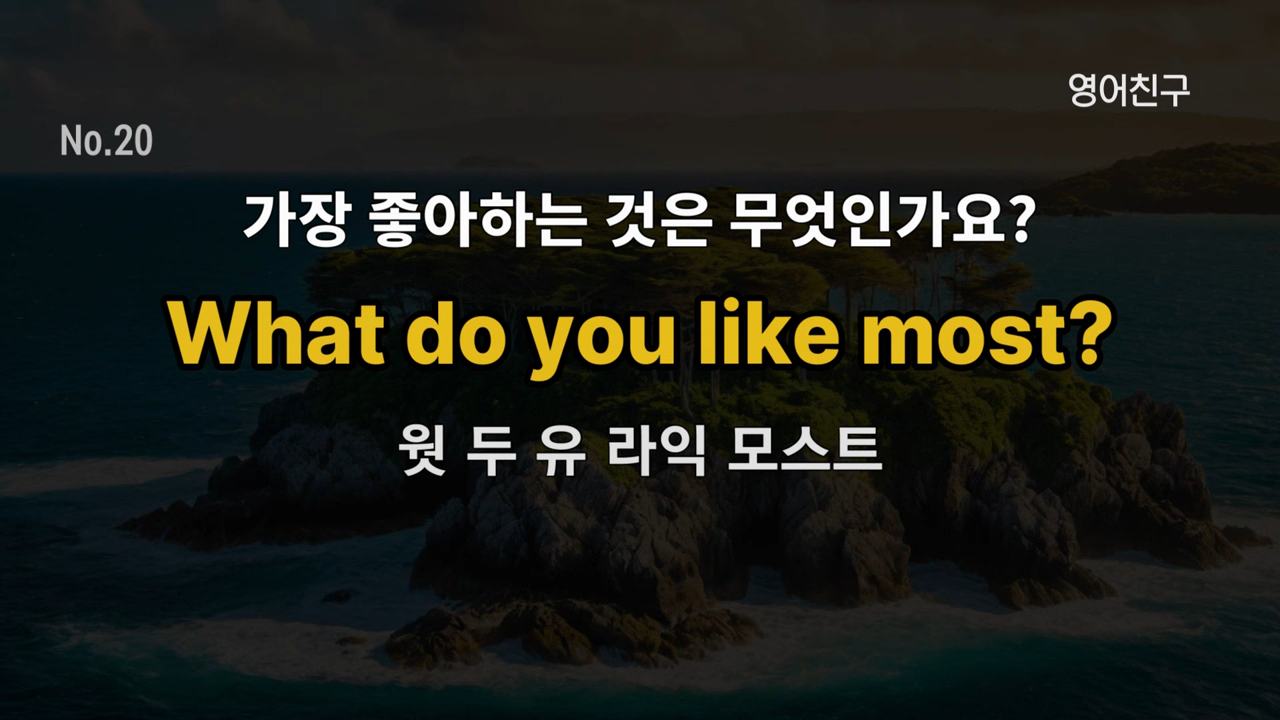 영어친구
No.20
가장 좋아하는 것은 무엇인가요?
What do you like most?
웟 두 유 라익 모스트